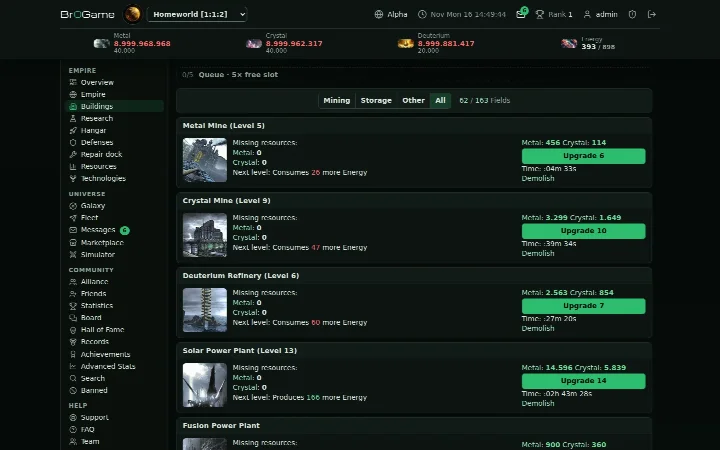 BrOGame
Homeworld [1:1:2]
Alpha
Nov Mon 16 14:49:44
6
Rank 1
admin
Metal
8.999.968.968
40.000
Crystal
8.999.962.317
40.000
Deuterium
8.999.881.417
20.000
Energy
393 / 898
EMPIRE
Overview
Empire
Buildings
Research
Hangar
Defenses
Repair dock
Resources
Technologies
UNIVERSE
Galaxy
Fleet
Messages 6
Marketplace
Simulator
COMMUNITY
Alliance
Friends
Statistics
Board
Hall of Fame
Records
Achievements
Advanced Stats
Search
Banned
HELP
Support
FAQ
Team
0/5 Queue · 5× free slot
Mining Storage Other All 62 / 163 Fields
Metal Mine (Level 5)
Missing resources:
Metal: 0
Crystal: 0
Next level: Consumes 26 more Energy
Metal: 456 Crystal: 114
Upgrade 6
Time: :04m 33s
Demolish
Crystal Mine (Level 9)
Missing resources:
Metal: 0
Crystal: 0
Next level: Consumes 47 more Energy
Metal: 3.299 Crystal: 1.649
Upgrade 10
Time: :39m 34s
Demolish
Deuterium Refinery (Level 6)
Missing resources:
Metal: 0
Crystal: 0
Next level: Consumes 60 more Energy
Metal: 2.563 Crystal: 854
Upgrade 7
Time: :27m 20s
Demolish
Solar Power Plant (Level 13)
Missing resources:
Metal: 0
Crystal: 0
Next level: Produces 166 more Energy
Metal: 14.596 Crystal: 5.839
Upgrade 14
Time: :02h 43m 28s
Demolish
Fusion Power Plant
Missing resources:
Metal: 900 Crystal: 360